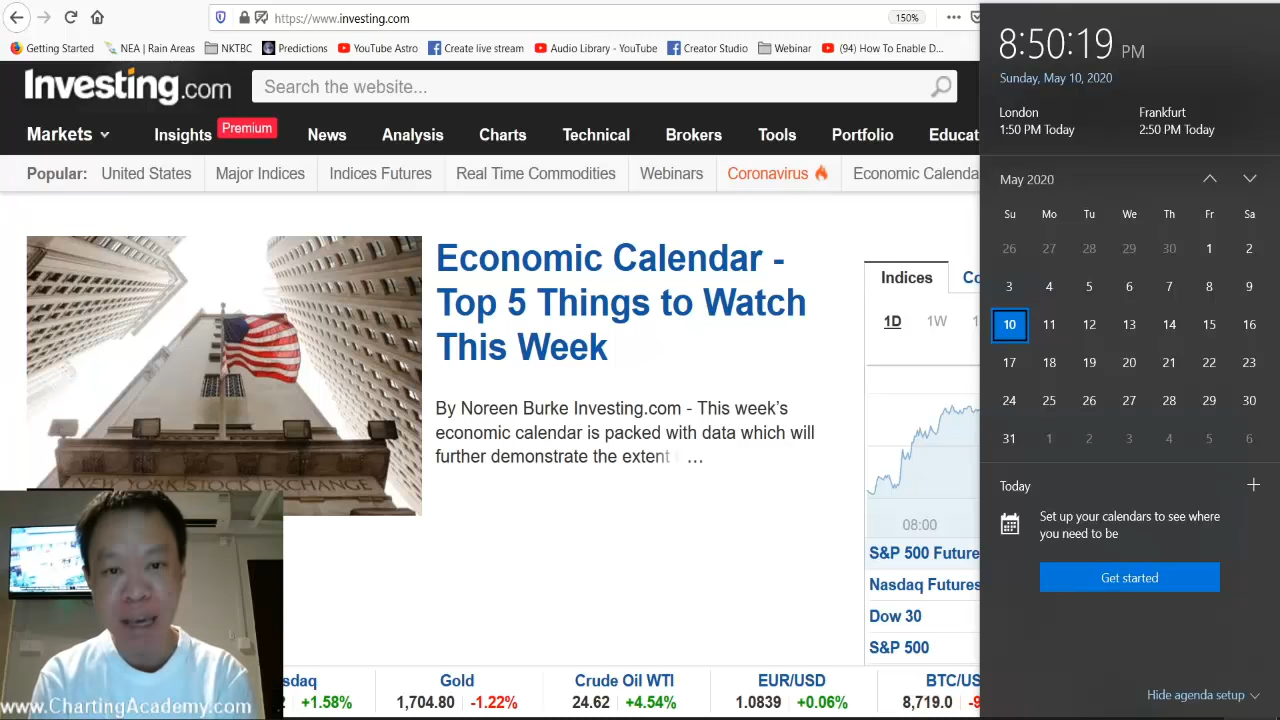 https://www.investing.com
150%
Getting Started
NEA | Rain Areas
NKTBC
Predictions
YouTube Astro
Create live stream
Audio Library - YouTube
Creator Studio
Webinar
(94) How To Enable D...
Investing.com
Search the website...
Markets
Insights
Premium
News
Analysis
Charts
Technical
Brokers
Tools
Portfolio
Educat
Popular:
United States
Major Indices
Indices Futures
Real Time Commodities
Webinars
Coronavirus
Economic Calenda
Economic Calendar -
Top 5 Things to Watch
This Week
By Noreen Burke Investing.com - This week's
economic calendar is packed with data which will
further demonstrate the extent ...
NEW YORK STOCK EXCHANGE
Indices
Co
1D
1W
1
08:00
S&P 500 Future
Nasdaq Futures
Dow 30
S&P 500
sdaq
+1.58%
Gold
1,704.80 -1.22%
Crude Oil WTI
24.62 +4.54%
EUR/USD
1.0839 +0.06%
BTC/US
8,719.0 -9
www.ChartingAcademy.com
8:50:19 PM
Sunday, May 10, 2020
London
1:50 PM Today
Frankfurt
2:50 PM Today
May 2020
Su Mo Tu We Th Fr Sa
26 27 28 29 30 1 2
3 4 5 6 7 8 9
10 11 12 13 14 15 16
17 18 19 20 21 22 23
24 25 26 27 28 29 30
31 1 2 3 4 5 6
Today
Set up your calendars to see where
you need to be
Get started
Hide agenda setup